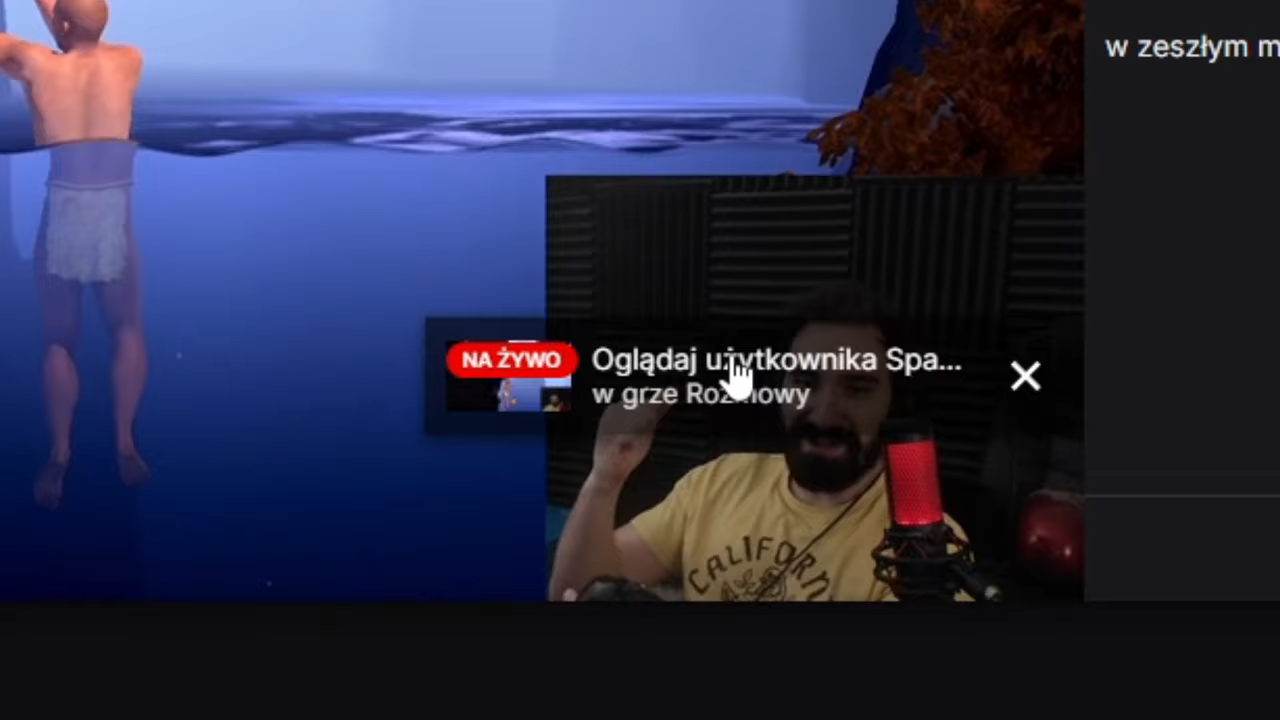 w zeszłym m
NA ŻYWO
Oglądaj użytkownika Spa...
w grze Rozmowy
CALIFORN